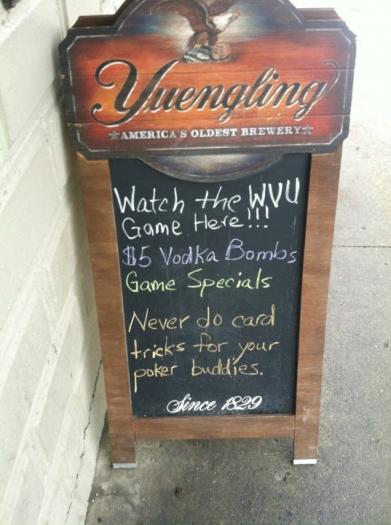 Yuengling
★AMERICA'S OLDEST BREWERY★
Watch the WVU
Game Here!!!
$5 Vodka Bombs
Game Specials
Never do card
tricks for your
poker buddies.
Since 1829